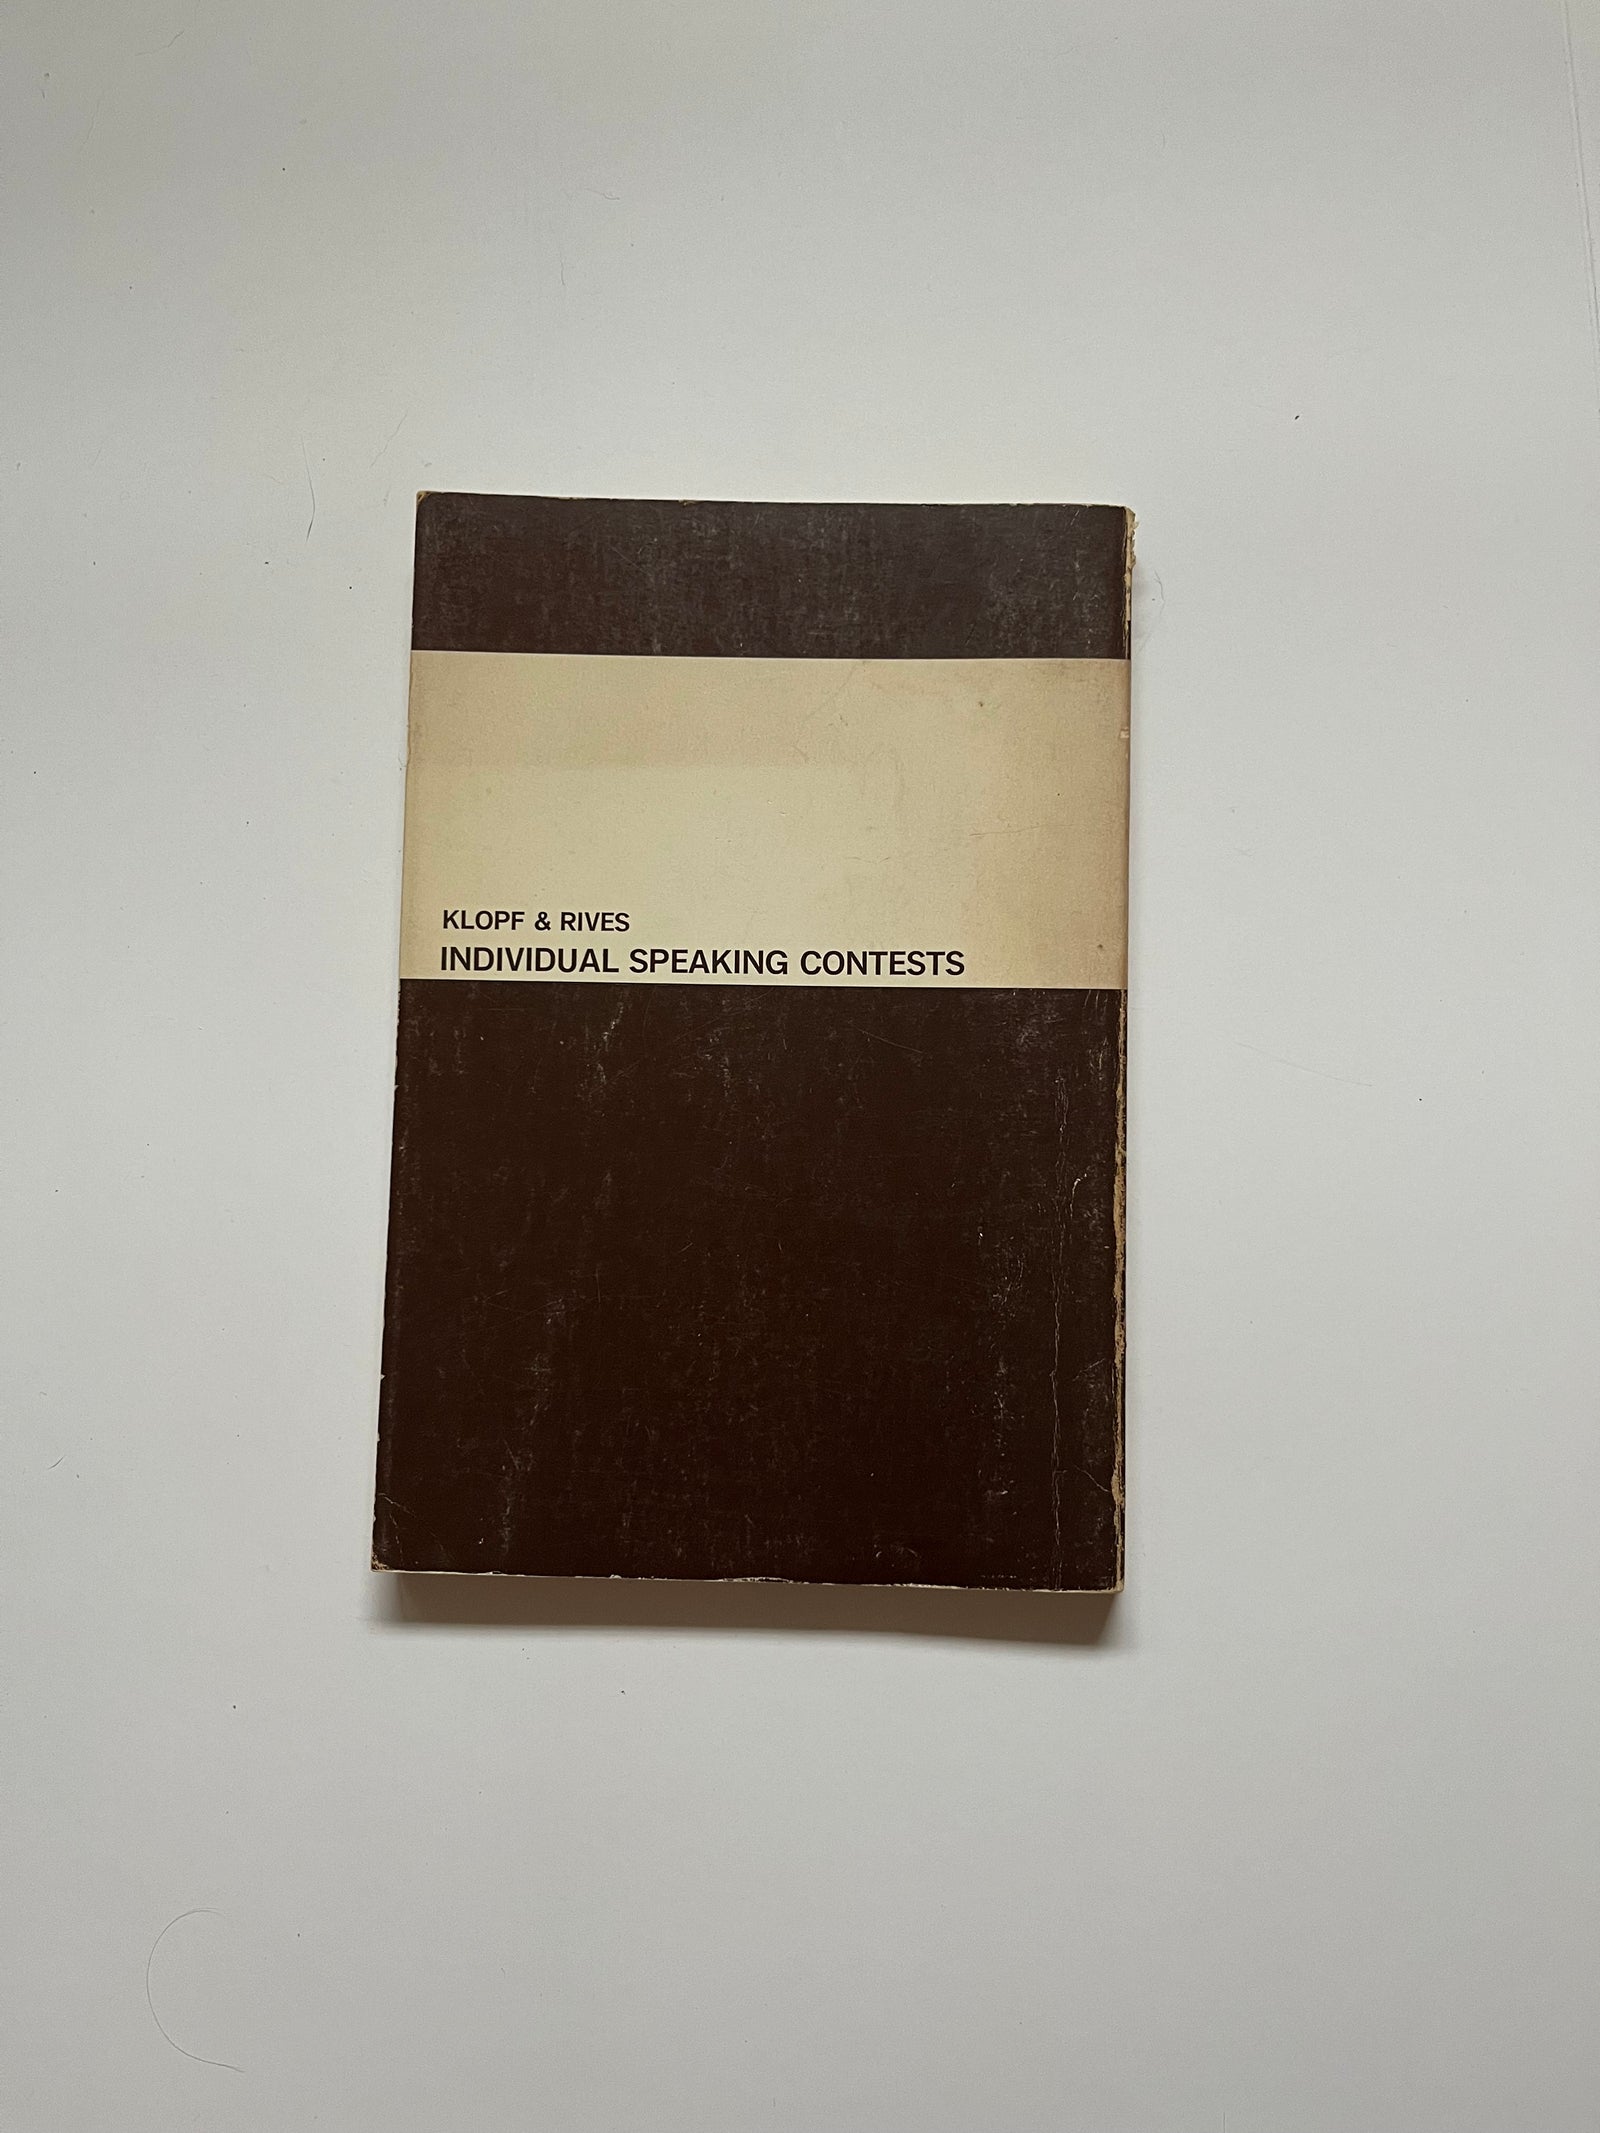 KLOPF & RIVES
INDIVIDUAL SPEAKING CONTESTS